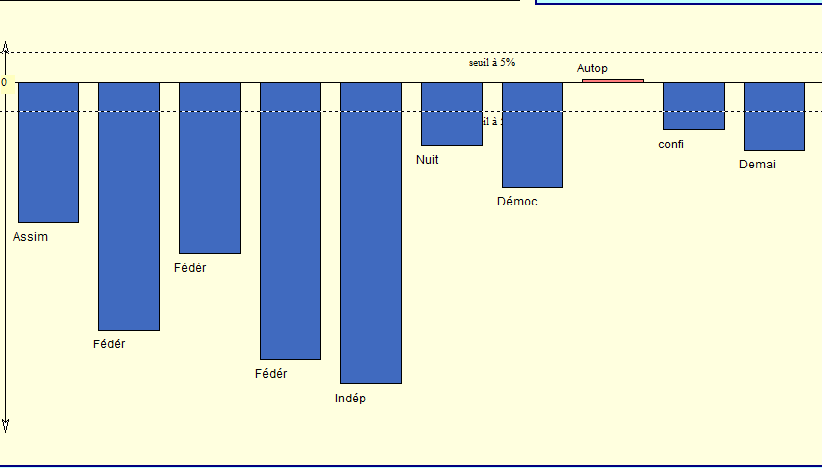 seuil à 5%
Autop
0
Nuit
confi
Demai
Démoc
Assim
Fédér
Fédér
Fédér
Indép